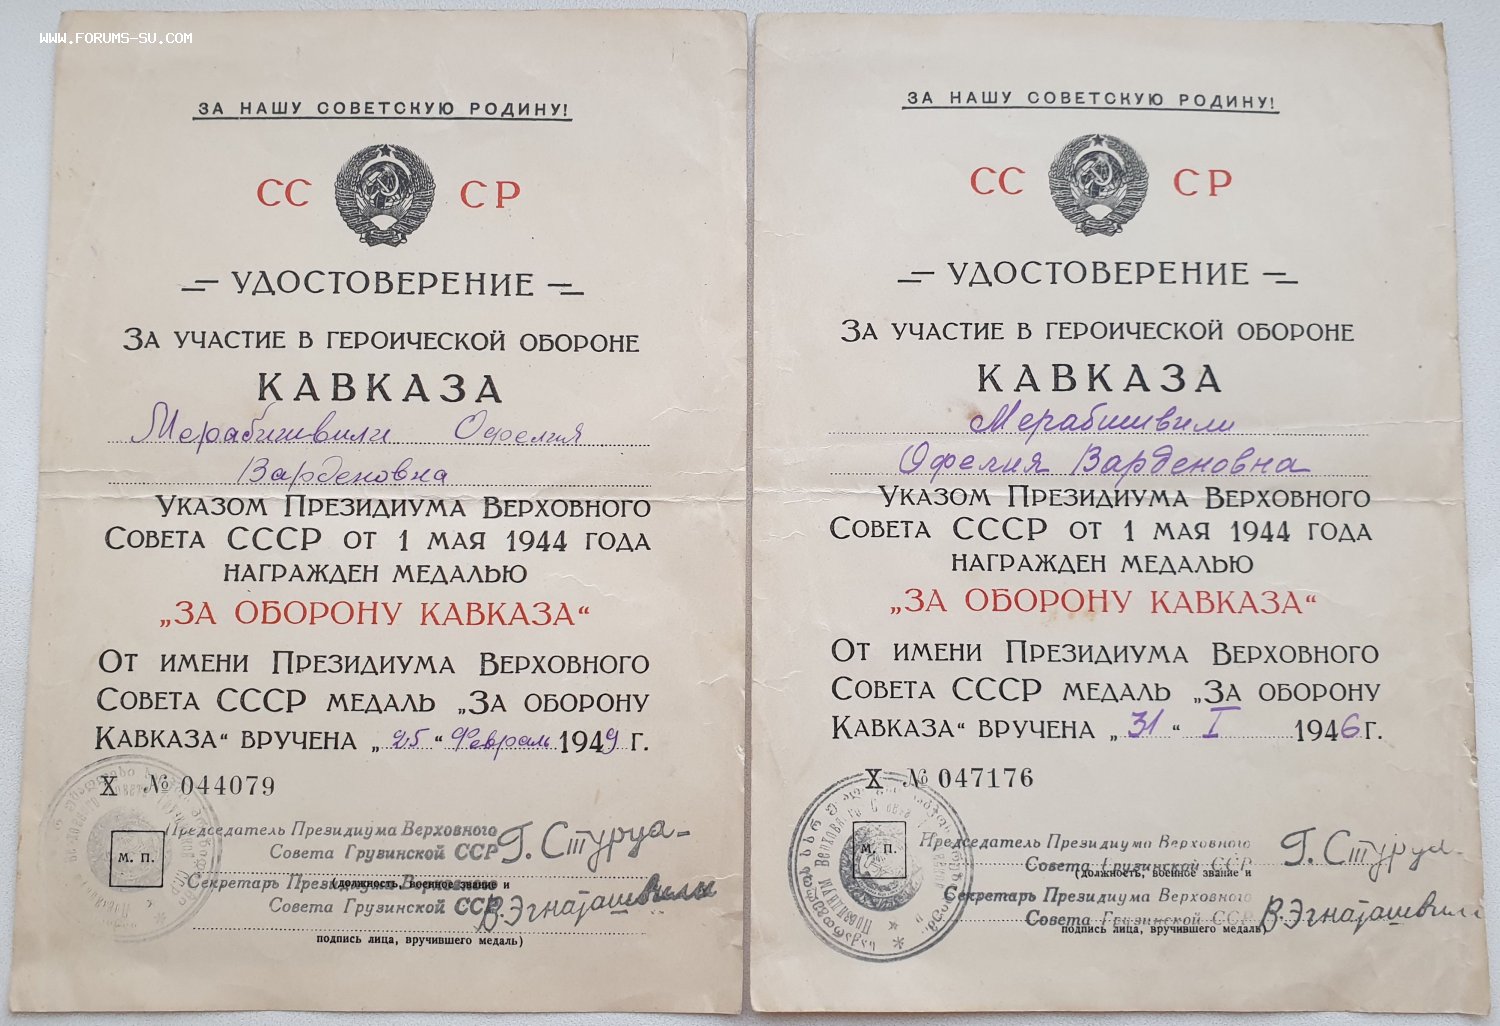 WWW.FORUMS-SU.COM
ЗА НАШУ СОВЕТСКУЮ РОДИНУ!
СС СР
УДОСТОВЕРЕНИЕ
За участие в героической обороне
КАВКАЗА
Мерабишвили Офелия
Варденовна
Указом Президиума Верховного
Совета СССР от 1 мая 1944 года
награжден медалью
„ЗА ОБОРОНУ КАВКАЗА“
От имени Президиума Верховного
Совета СССР медаль „За оборону
Кавказа“ вручена „25“ Февраль 1949 г.
X № 044079
М. П.
Председатель Президиума Верховного
Совета Грузинской ССР Г. Стуруа
(должность, военное звание и
Секретарь Президиума Верховного
Совета Грузинской ССР В. Эгнаташвили
подпись лица, вручившего медаль)
ЗА НАШУ СОВЕТСКУЮ РОДИНУ!
СС СР
УДОСТОВЕРЕНИЕ
За участие в героической обороне
КАВКАЗА
Мерабишвили
Офелия Варденовна
Указом Президиума Верховного
Совета СССР от 1 мая 1944 года
награжден медалью
„ЗА ОБОРОНУ КАВКАЗА“
От имени Президиума Верховного
Совета СССР медаль „За оборону
Кавказа“ вручена „31“ I 1946 г.
X № 047176
М. П.
Председатель Президиума Верховного
Совета Грузинской ССР Г. Стуруа
(должность, военное звание и
Секретарь Президиума Верховного
Совета Грузинской ССР В. Эгнаташвили
подпись лица, вручившего медаль)